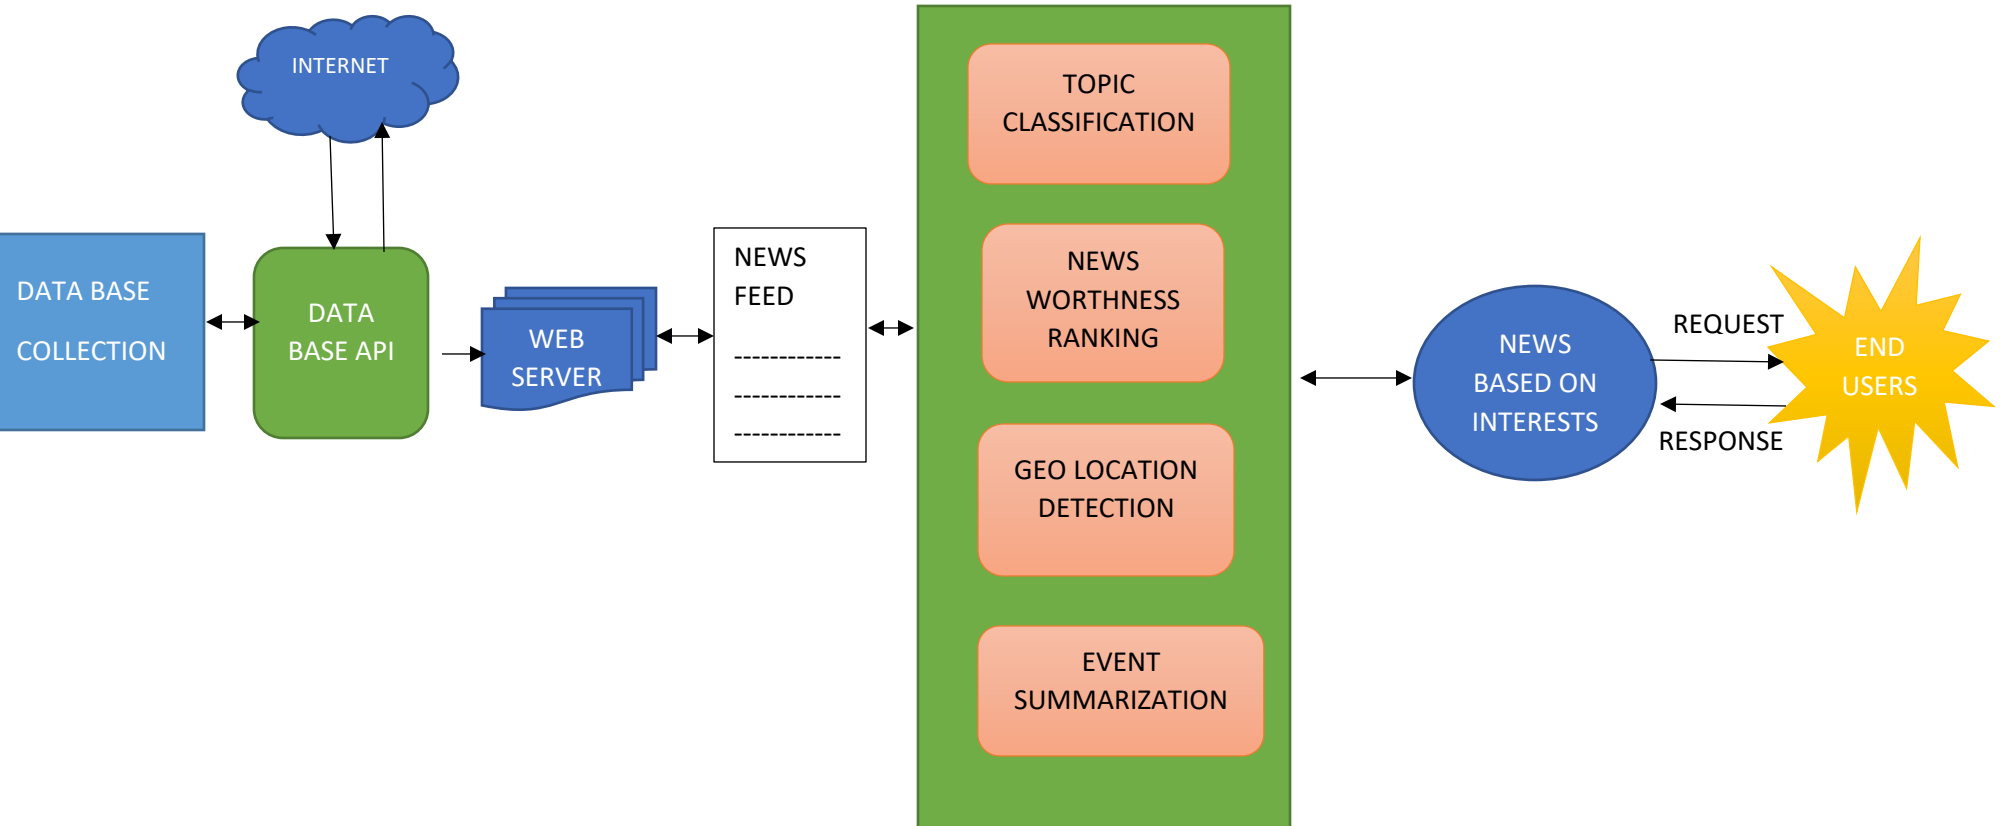 INTERNET
DATA BASE
COLLECTION
DATA
BASE API
WEB
SERVER
NEWS
FEED
------------
------------
------------
TOPIC
CLASSIFICATION
NEWS
WORTHNESS
RANKING
GEO LOCATION
DETECTION
EVENT
SUMMARIZATION
NEWS
BASED ON
INTERESTS
REQUEST
RESPONSE
END
USERS